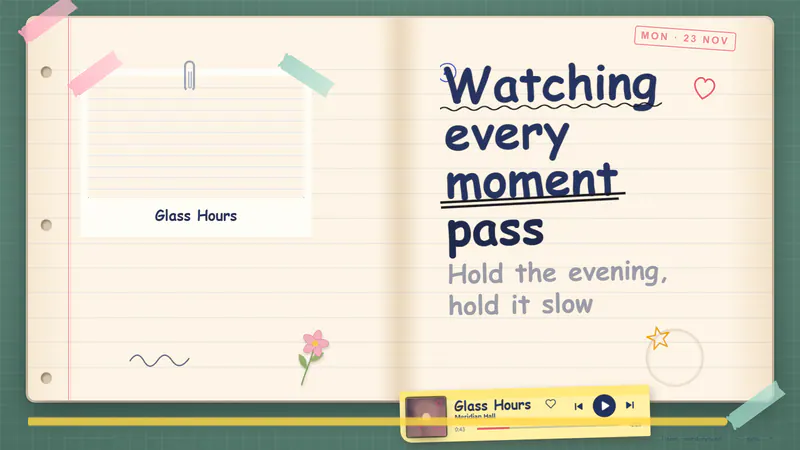 MON · 23 NOV
Glass Hours
Watching
every
moment
pass
Hold the evening,
hold it slow
Glass Hours
Meridian Hall
0:43